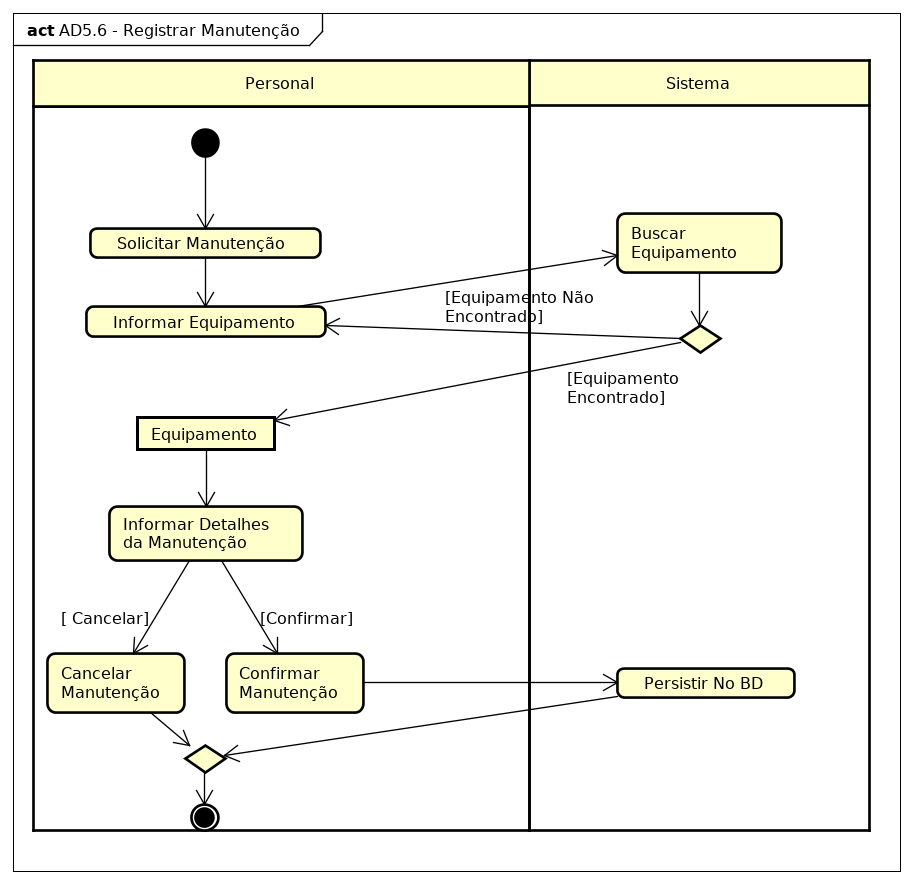 act AD5.6 - Registrar Manutenção
Personal
Sistema
Solicitar Manutenção
Buscar
Equipamento
Informar Equipamento
[Equipamento Não
Encontrado]
[Equipamento
Encontrado]
Equipamento
Informar Detalhes
da Manutenção
[ Cancelar]
[Confirmar]
Cancelar
Manutenção
Confirmar
Manutenção
Persistir No BD